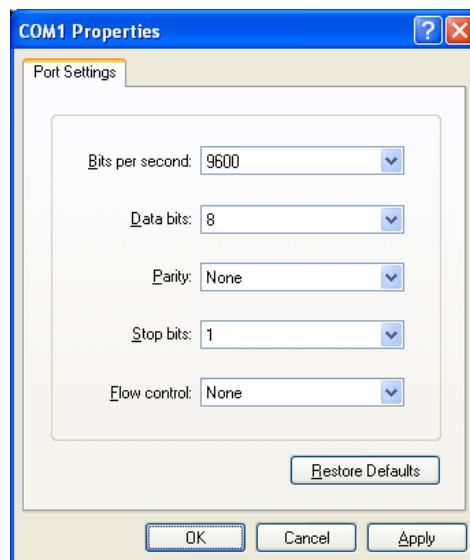 COM1 Properties
Port Settings
Bits per second: 9600
Data bits: 8
Parity: None
Stop bits: 1
Flow control: None
Restore Defaults
OK Cancel Apply